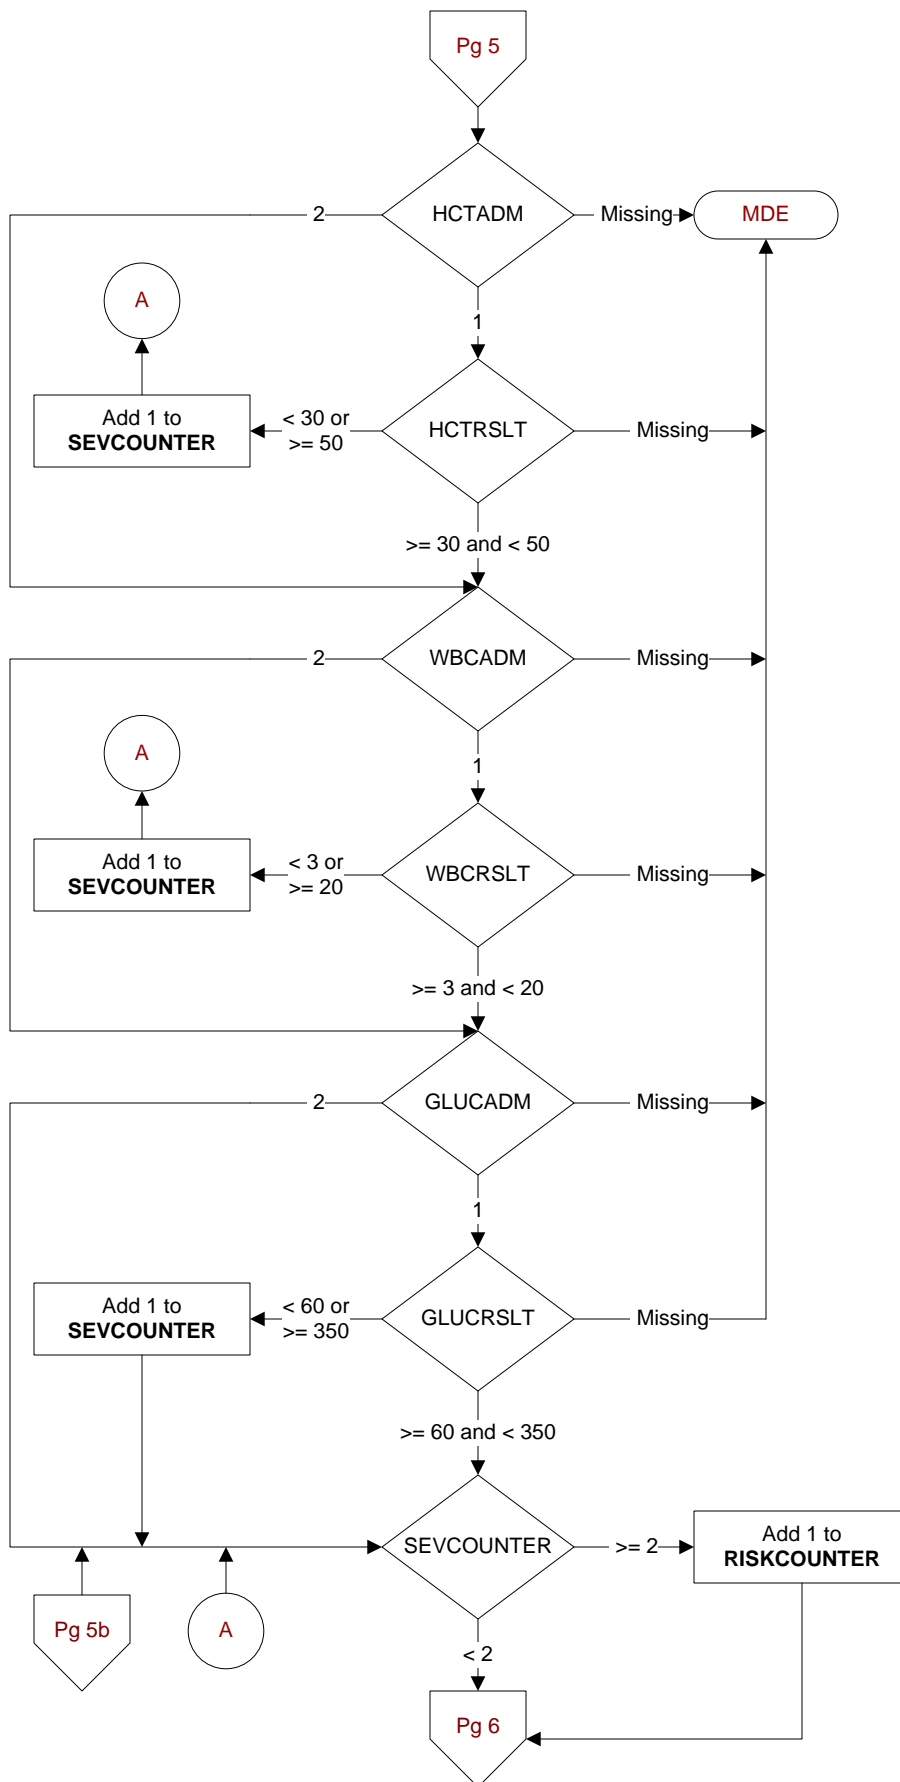 Pg 5
2
HCTADM
Missing
MDE
A
1
Add 1 to
SEVCOUNTER
< 30 or
>= 50
HCTRSLT
Missing
>= 30 and < 50
2
WBCADM
Missing
A
1
Add 1 to
SEVCOUNTER
< 3 or
>= 20
WBCRSLT
Missing
>= 3 and < 20
2
GLUCADM
Missing
1
Add 1 to
SEVCOUNTER
< 60 or
>= 350
GLUCRSLT
Missing
>= 60 and < 350
SEVCOUNTER
>= 2
Add 1 to
RISKCOUNTER
Pg 5b
A
< 2
Pg 6